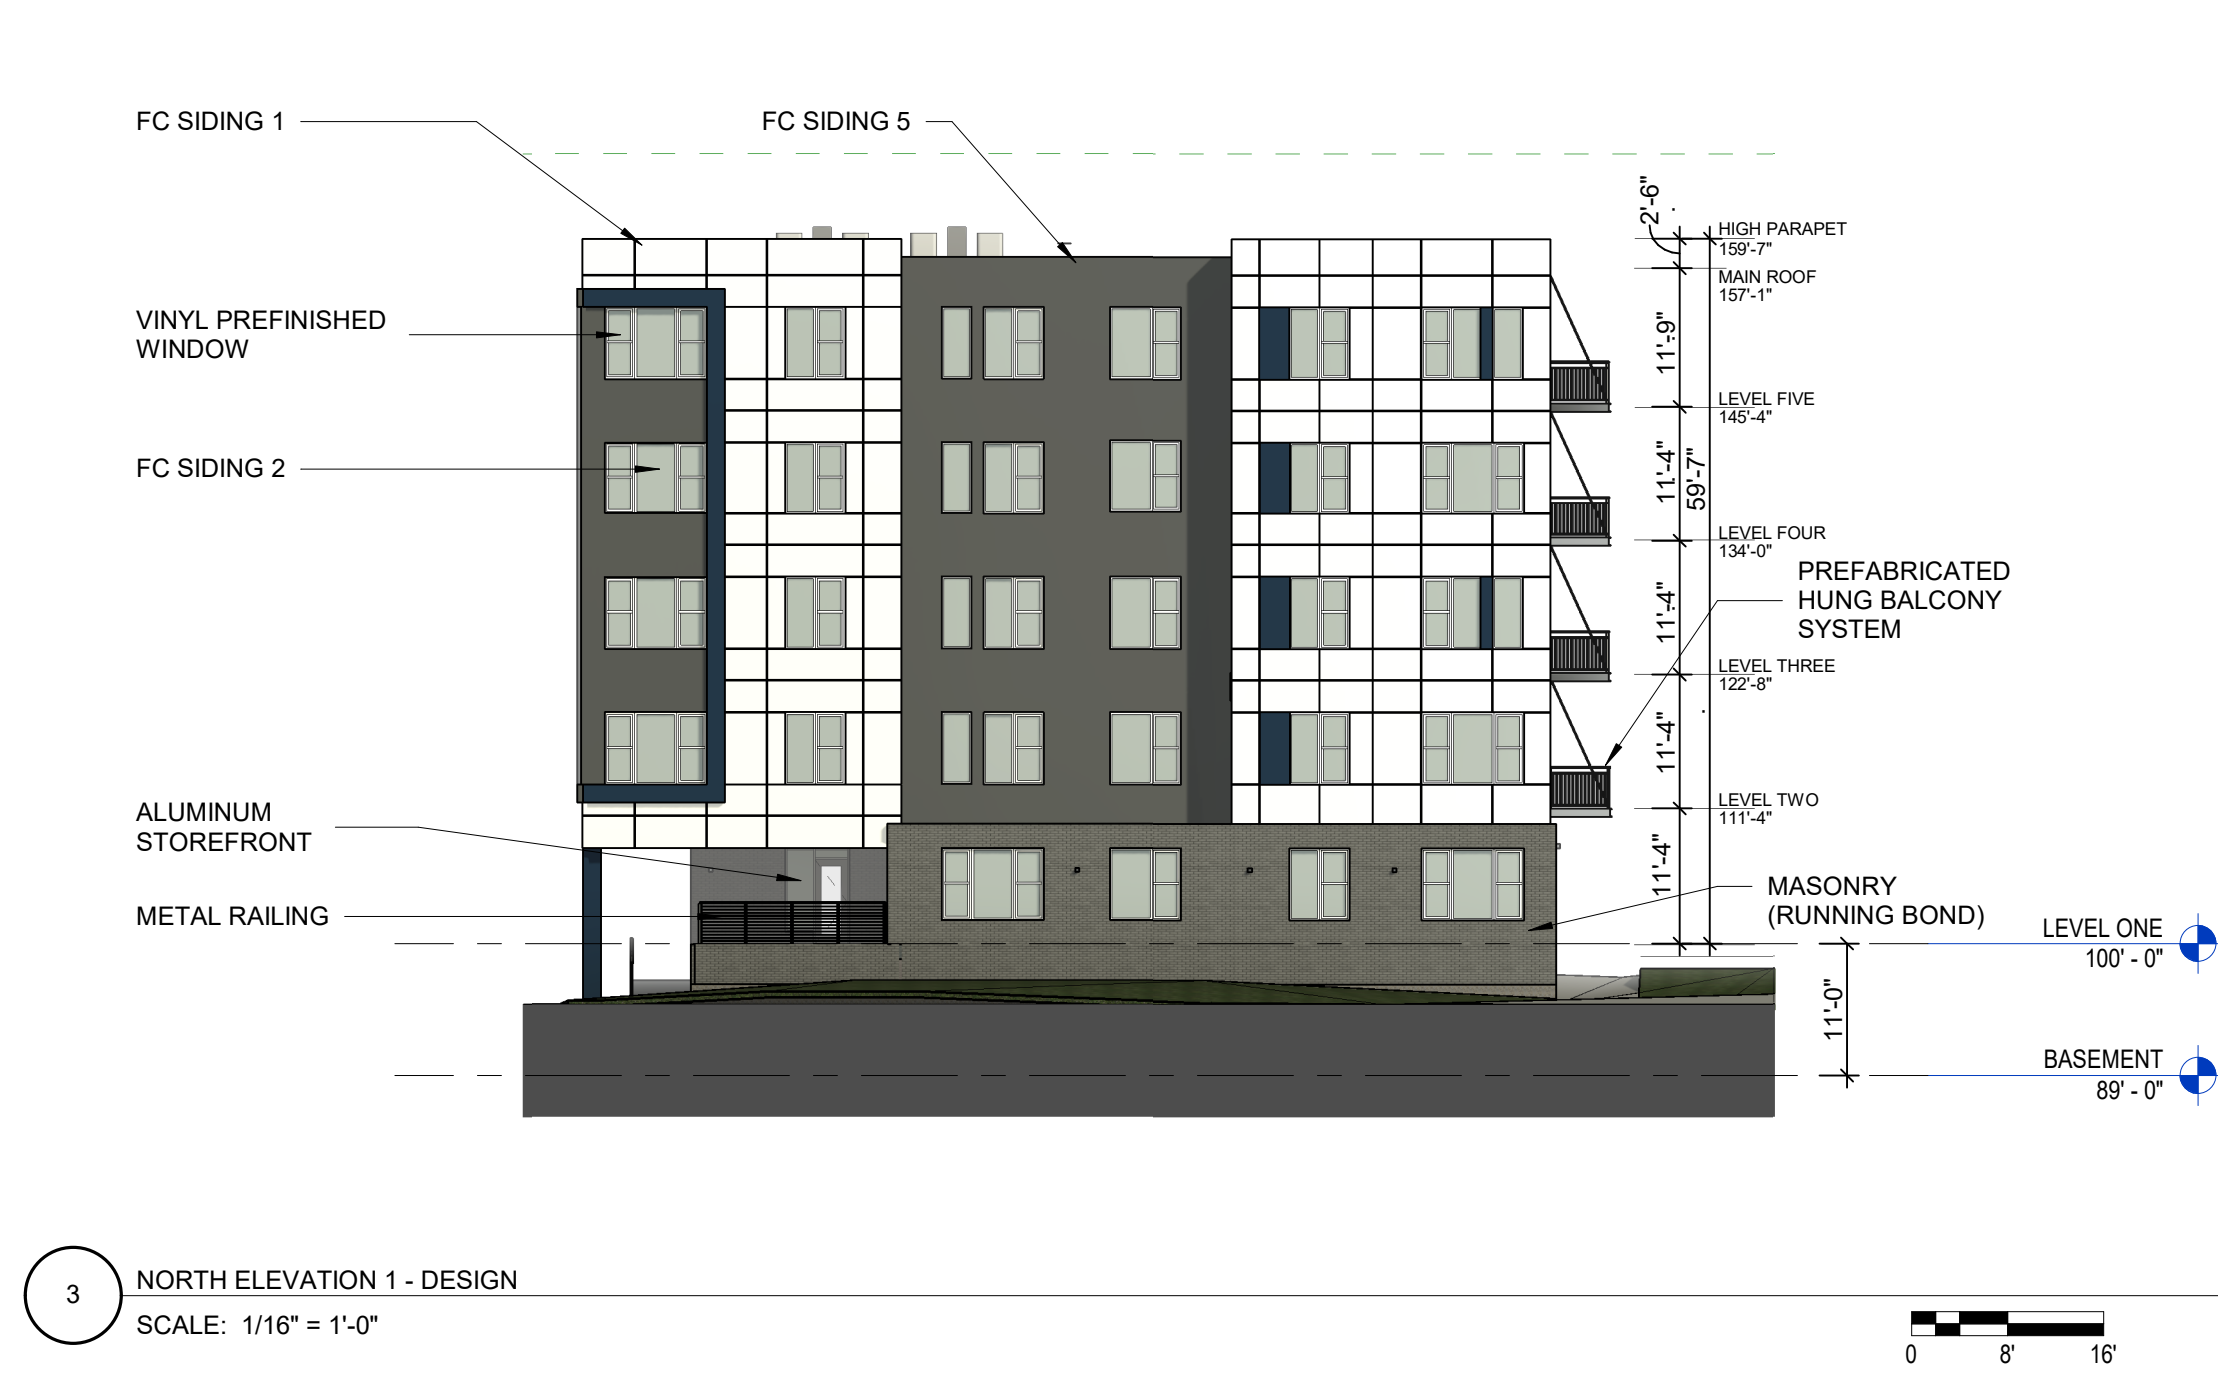 FC SIDING 1
FC SIDING 5
2'-6"
HIGH PARAPET
159'-7"
MAIN ROOF
157'-1"
VINYL PREFINISHED
WINDOW
11'-9"
LEVEL FIVE
145'-4"
FC SIDING 2
11'-4"
59'-7"
LEVEL FOUR
134'-0"
PREFABRICATED
HUNG BALCONY
SYSTEM
11'-4"
LEVEL THREE
122'-8"
11'-4"
LEVEL TWO
111'-4"
ALUMINUM
STOREFRONT
11'-4"
MASONRY
(RUNNING BOND)
METAL RAILING
LEVEL ONE
100' - 0"
11'-0"
BASEMENT
89' - 0"
3
NORTH ELEVATION 1 - DESIGN
SCALE: 1/16" = 1'-0"
0 8' 16'